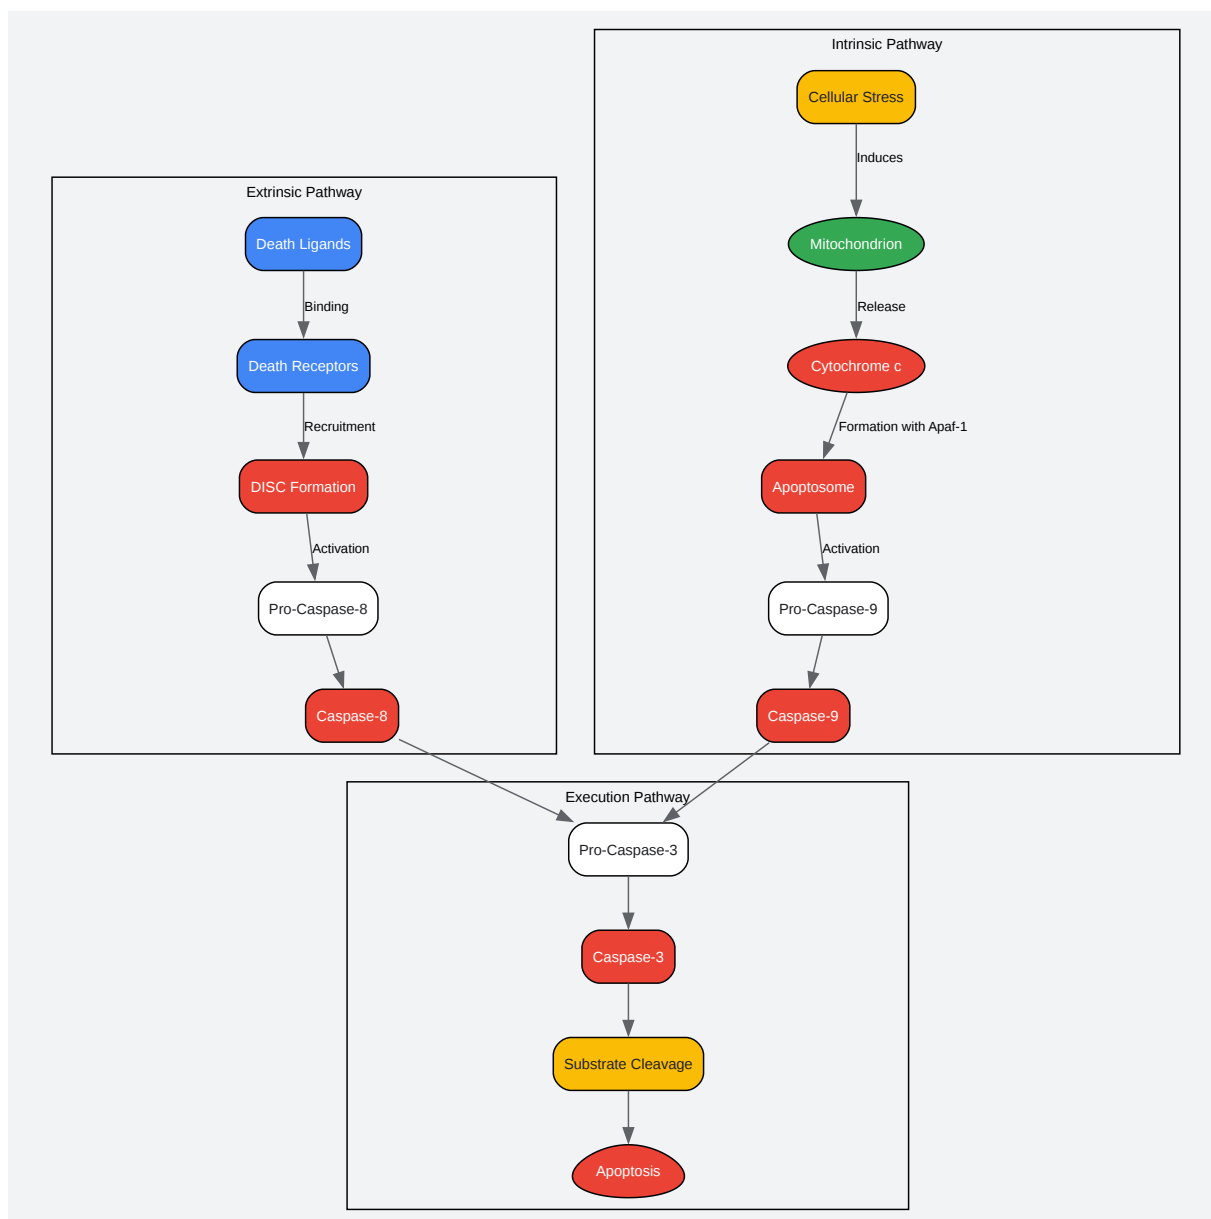 Intrinsic Pathway
Cellular Stress
Induces
Mitochondrion
Release
Cytochrome c
Formation with Apaf-1
Apoptosome
Activation
Pro-Caspase-9
Caspase-9
Extrinsic Pathway
Death Ligands
Binding
Death Receptors
Recruitment
DISC Formation
Activation
Pro-Caspase-8
Caspase-8
Execution Pathway
Pro-Caspase-3
Caspase-3
Substrate Cleavage
Apoptosis